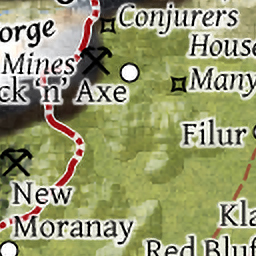 Conjurers
orge
House
Mines
Many
ck 'n' Axe
Filur
New
Kla
Moranay
Red Bluf